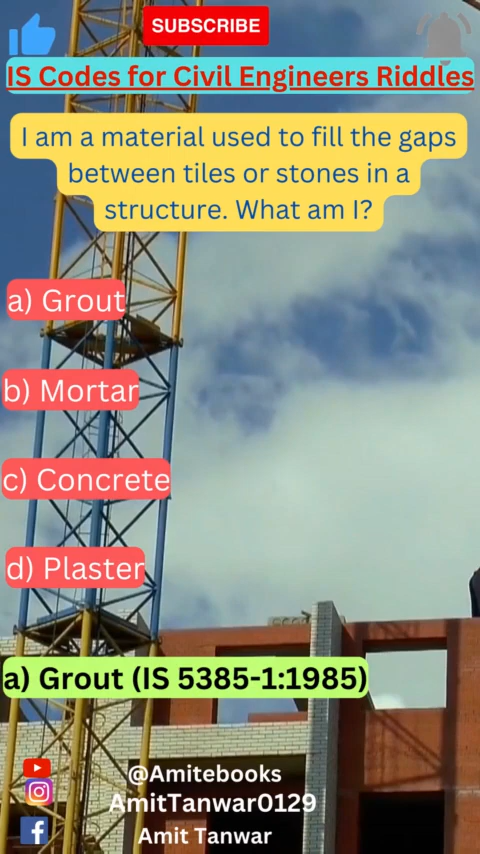 SUBSCRIBE
IS Codes for Civil Engineers Riddles
I am a material used to fill the gaps
between tiles or stones in a
structure. What am I?
a) Grout
b) Mortar
c) Concrete
d) Plaster
a) Grout (IS 5385-1:1985)
@Amitebooks
AmitTanwar0129
Amit Tanwar